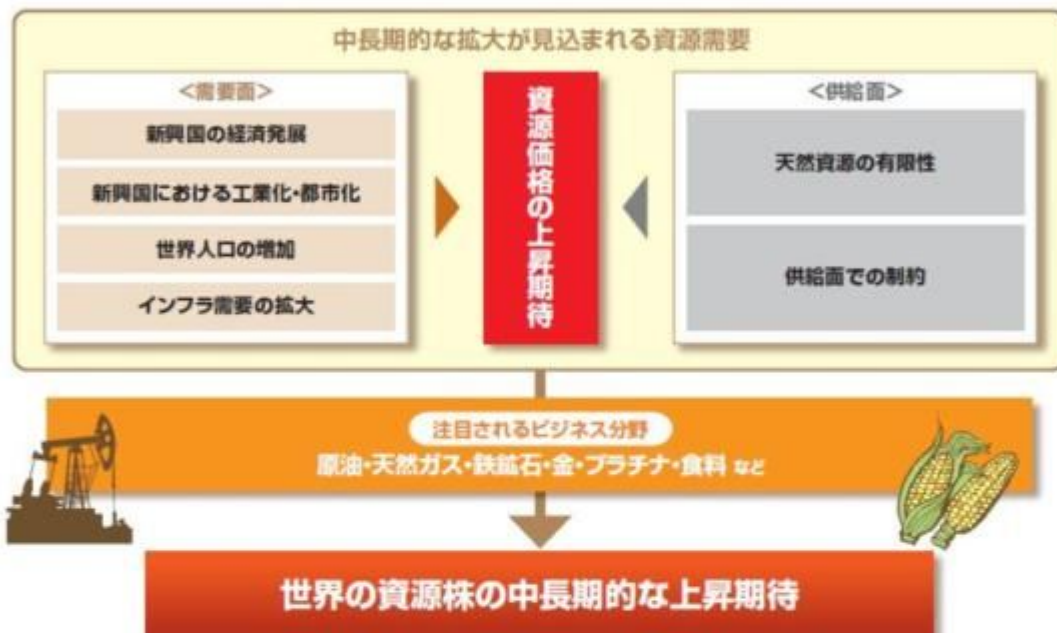 中長期的な拡大が見込まれる資源需要
＜需要面＞
新興国の経済発展
新興国における工業化・都市化
世界人口の増加
インフラ需要の拡大
資源価格の上昇期待
＜供給面＞
天然資源の有限性
供給面での制約
注目されるビジネス分野
原油・天然ガス・鉄鉱石・金・プラチナ・食料 など
世界の資源株の中長期的な上昇期待